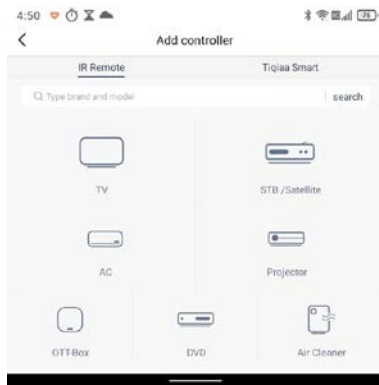 4:50
76
Add controller
IR Remote Tiqiaa Smart
Type brand and model search
TV STB /Satellite
AC Projector
OTT-Box DVD Air Cleaner